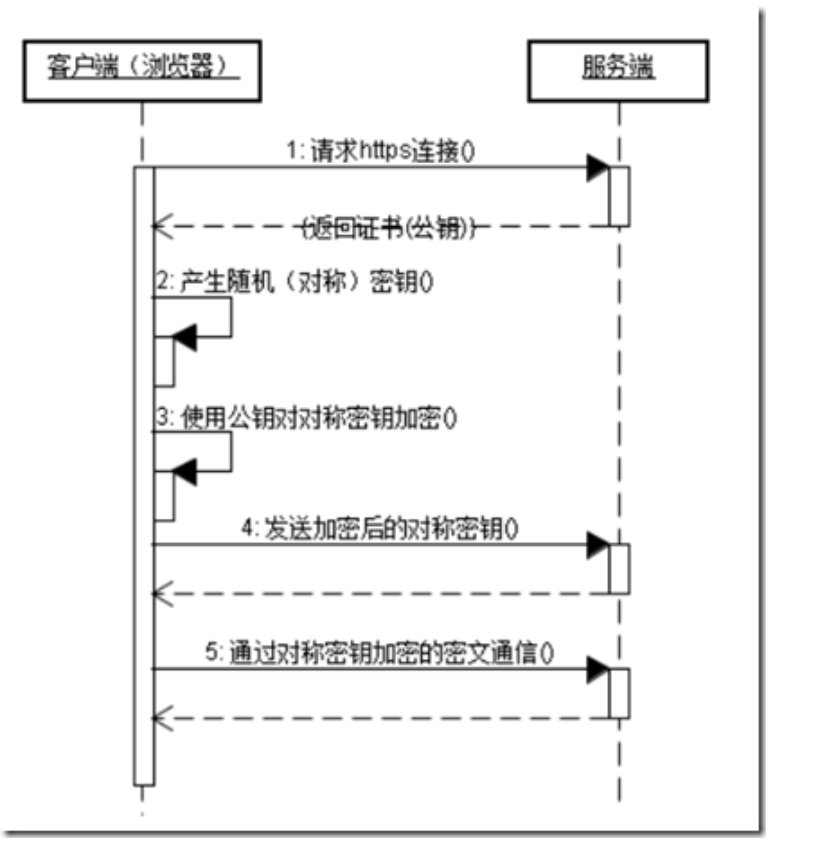 客户端（浏览器）
服务端
1: 请求https连接()
{返回证书(公钥)}
2: 产生随机（对称）密钥()
3: 使用公钥对对称密钥加密()
4: 发送加密后的对称密钥()
5: 通过对称密钥加密的密文通信()